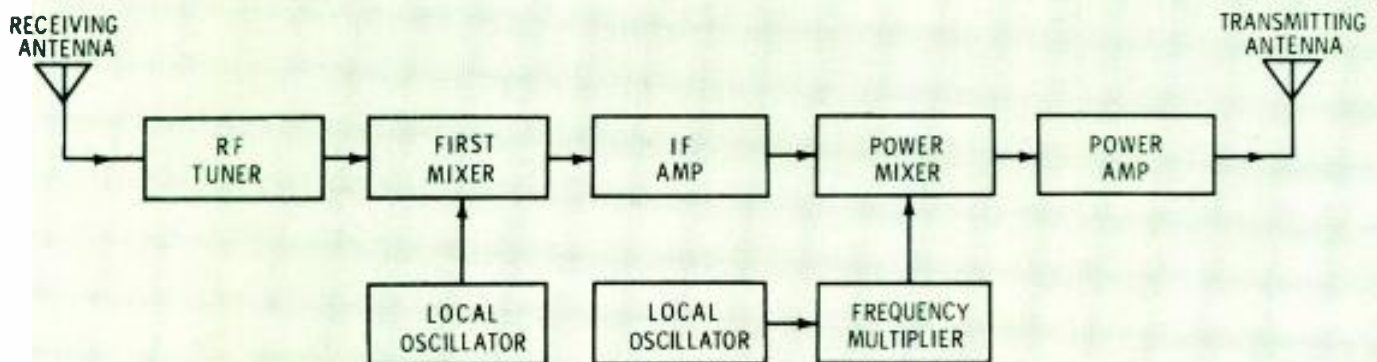 RECEIVING
ANTENNA
TRANSMITTING
ANTENNA
RF
TUNER
FIRST
MIXER
IF
AMP
POWER
MIXER
POWER
AMP
LOCAL
OSCILLATOR
LOCAL
OSCILLATOR
FREQUENCY
MULTIPLIER